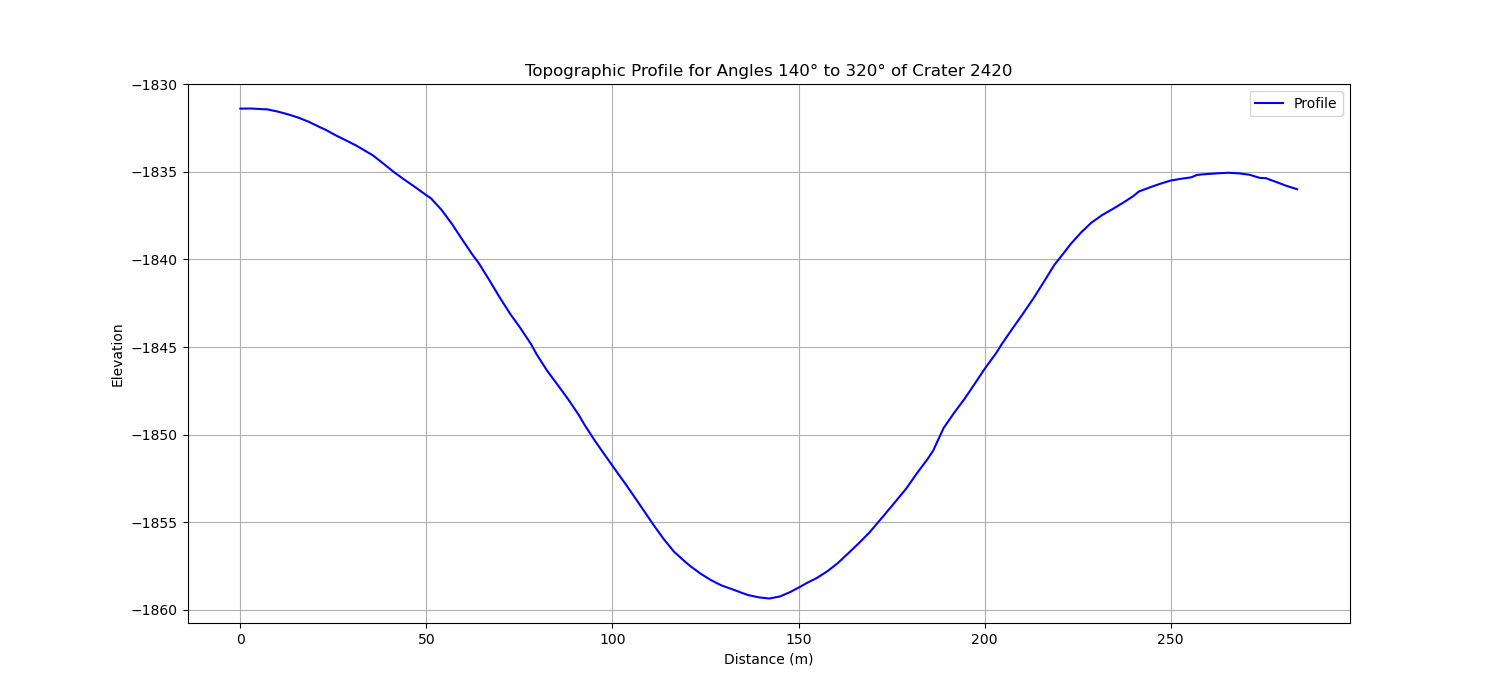 Topographic Profile for Angles 140° to 320° of Crater 2420
Profile
−1830
−1835
−1840
−1845
−1850
−1855
−1860
Elevation
0 50 100 150 200 250
Distance (m)